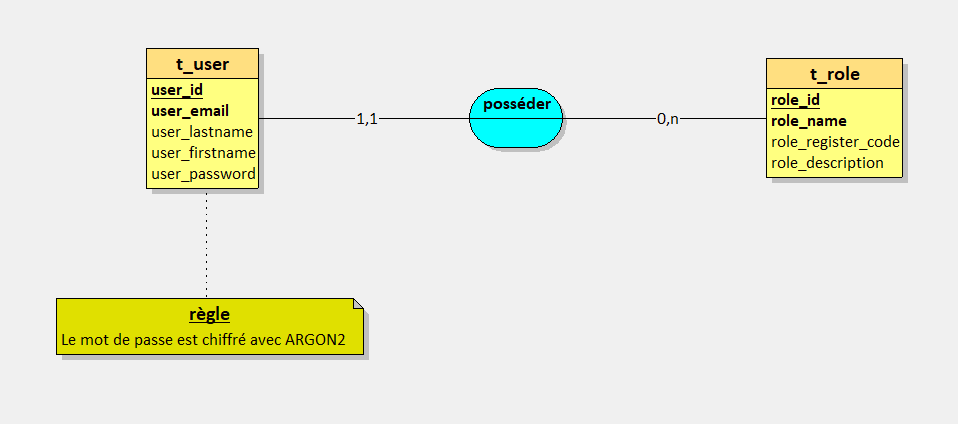 t_user
user_id
user_email
user_lastname
user_firstname
user_password
1,1
posséder
0,n
t_role
role_id
role_name
role_register_code
role_description
règle
Le mot de passe est chiffré avec ARGON2